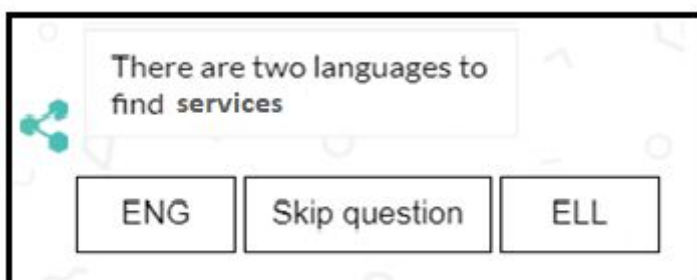 There are two languages to
find services
ENG Skip question ELL